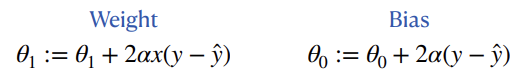 Weight Bias
θ₁ := θ₁ + 2αx(y − ŷ) θ₀ := θ₀ + 2α(y − ŷ)